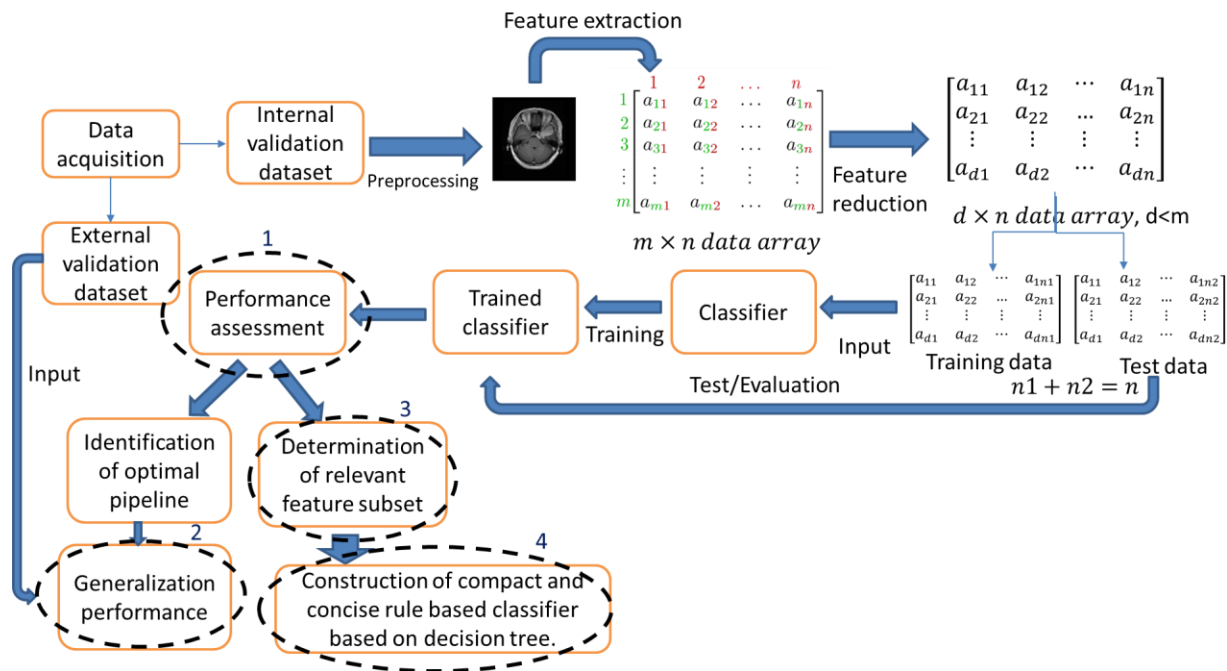 Feature extraction
Data
acquisition
Internal
validation
dataset
Preprocessing
1 2 ... n
1 a11 a12 ... a1n
2 a21 a22 ... a2n
3 a31 a32 ... a3n
⋮ ⋮ ⋮ ⋮ ⋮
m am1 am2 ... amn
m × n data array
Feature
reduction
a11 a12 ⋯ a1n
a21 a22 ... a2n
⋮ ⋮ ⋮ ⋮
ad1 ad2 ⋯ adn
d × n data array, d<m
External
validation
dataset
1
Performance
assessment
Trained
classifier
Training
Classifier
Input
a11 a12 ⋯ a1n1
a21 a22 ... a2n1
⋮ ⋮ ⋮ ⋮
ad1 ad2 ⋯ adn1
Training data
a11 a12 ⋯ a1n2
a21 a22 ... a2n2
⋮ ⋮ ⋮ ⋮
ad1 ad2 ⋯ adn2
Test data
n1 + n2 = n
Test/Evaluation
Input
Identification
of optimal
pipeline
3
Determination
of relevant
feature subset
2
Generalization
performance
4
Construction of compact and
concise rule based classifier
based on decision tree.